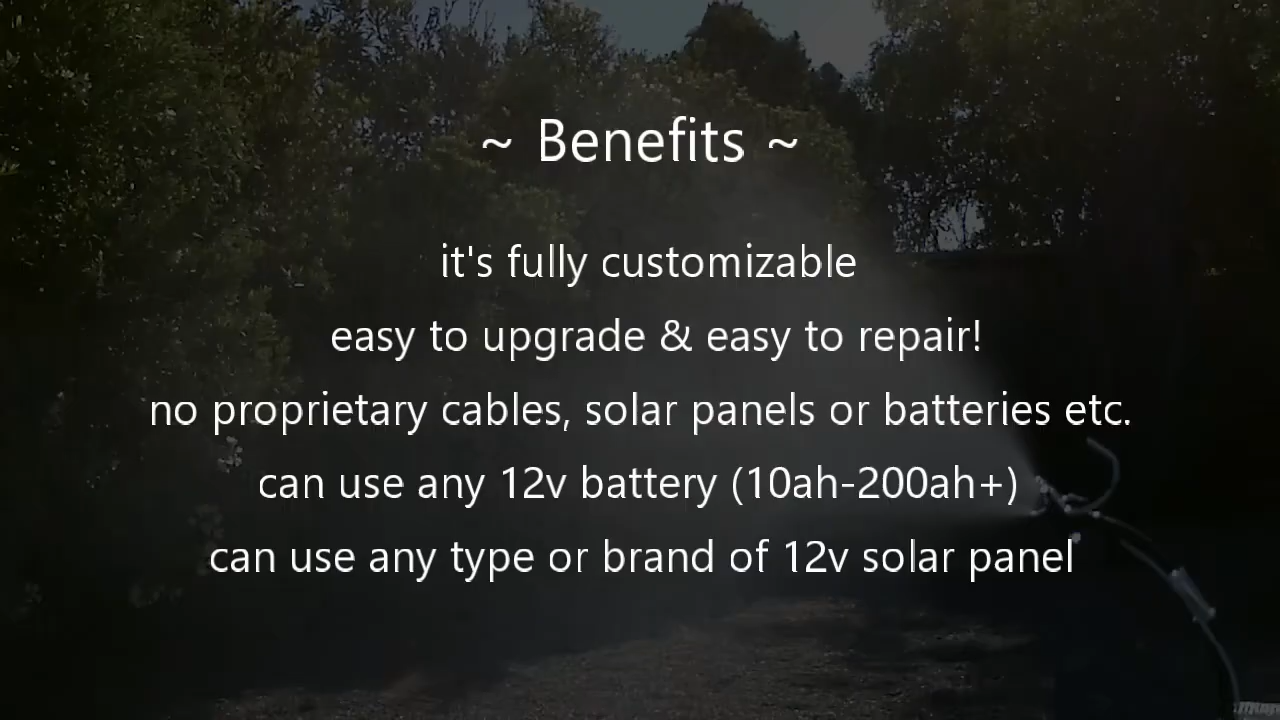 ~ Benefits ~
it's fully customizable
easy to upgrade & easy to repair!
no proprietary cables, solar panels or batteries etc.
can use any 12v battery (10ah-200ah+)
can use any type or brand of 12v solar panel